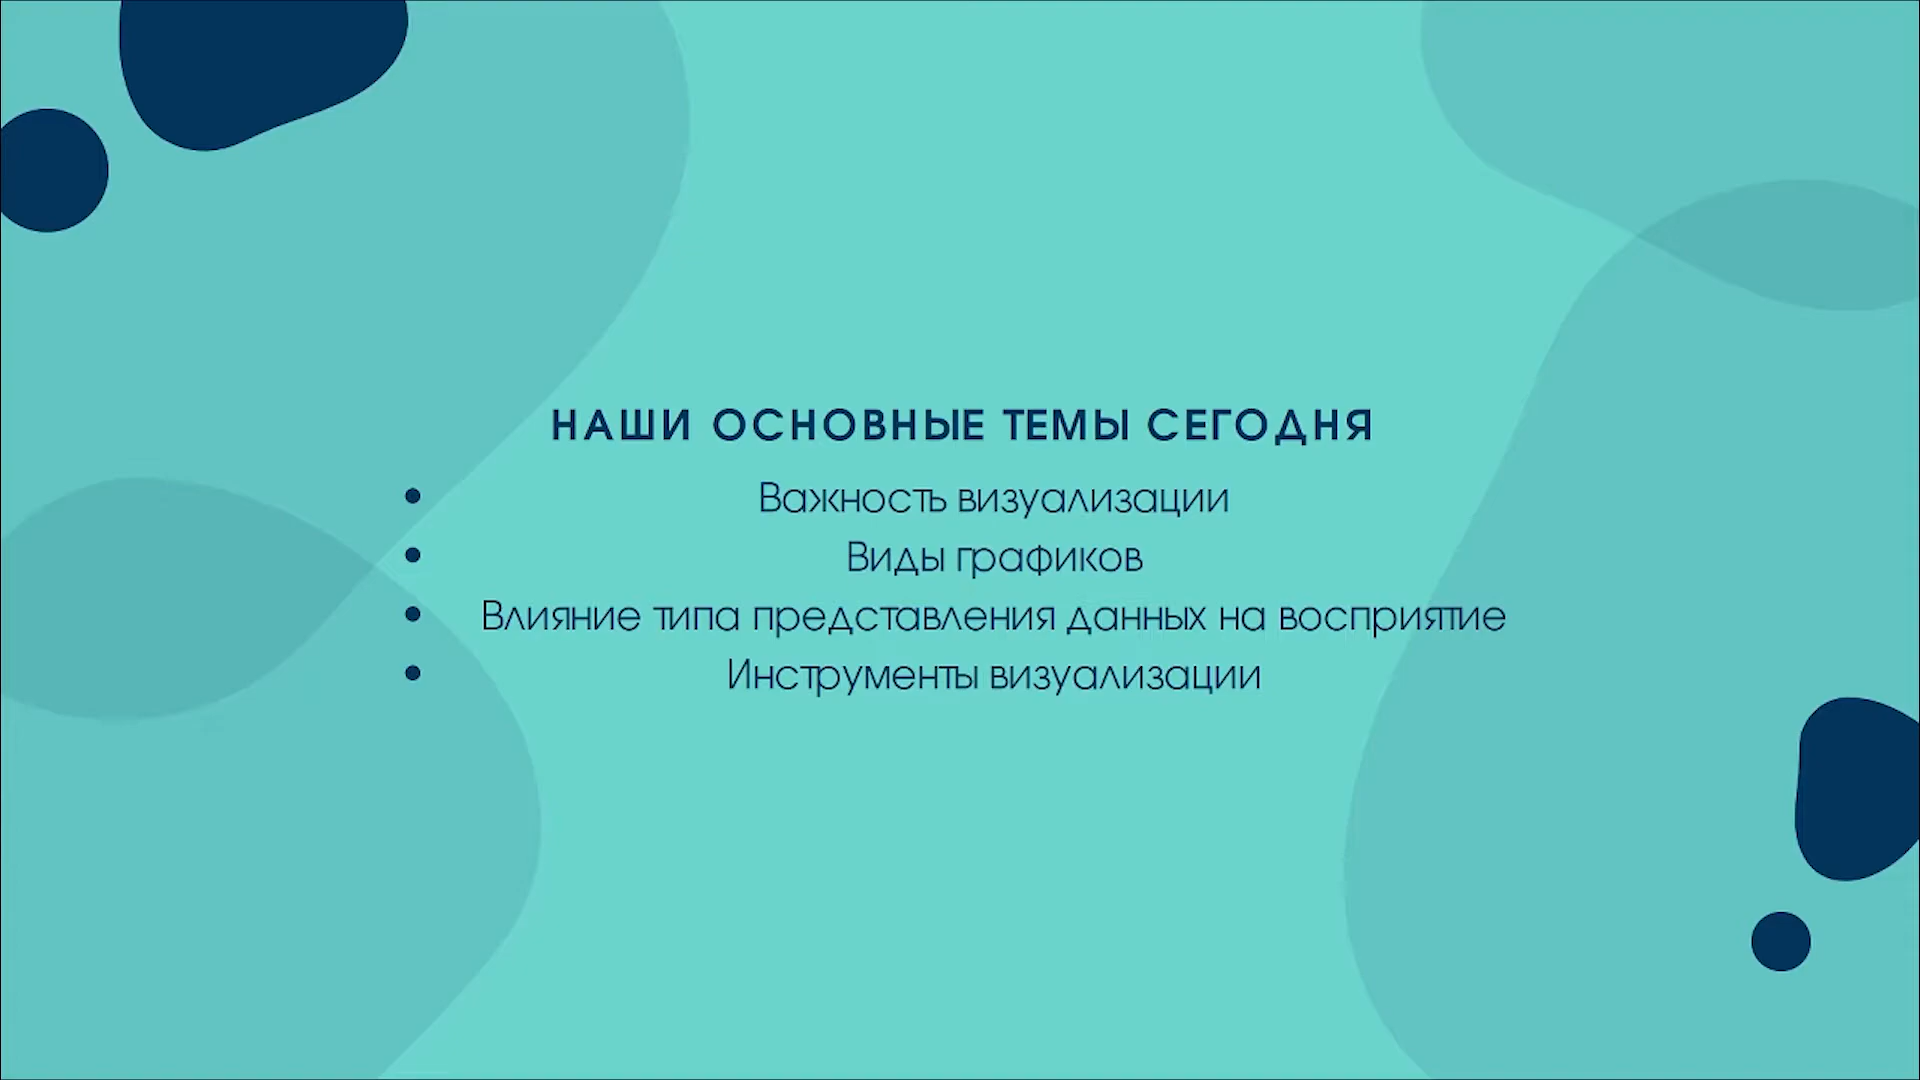 НАШИ ОСНОВНЫЕ ТЕМЫ СЕГОДНЯ
• Важность визуализации
• Виды графиков
• Влияние типа представления данных на восприятие
• Инструменты визуализации